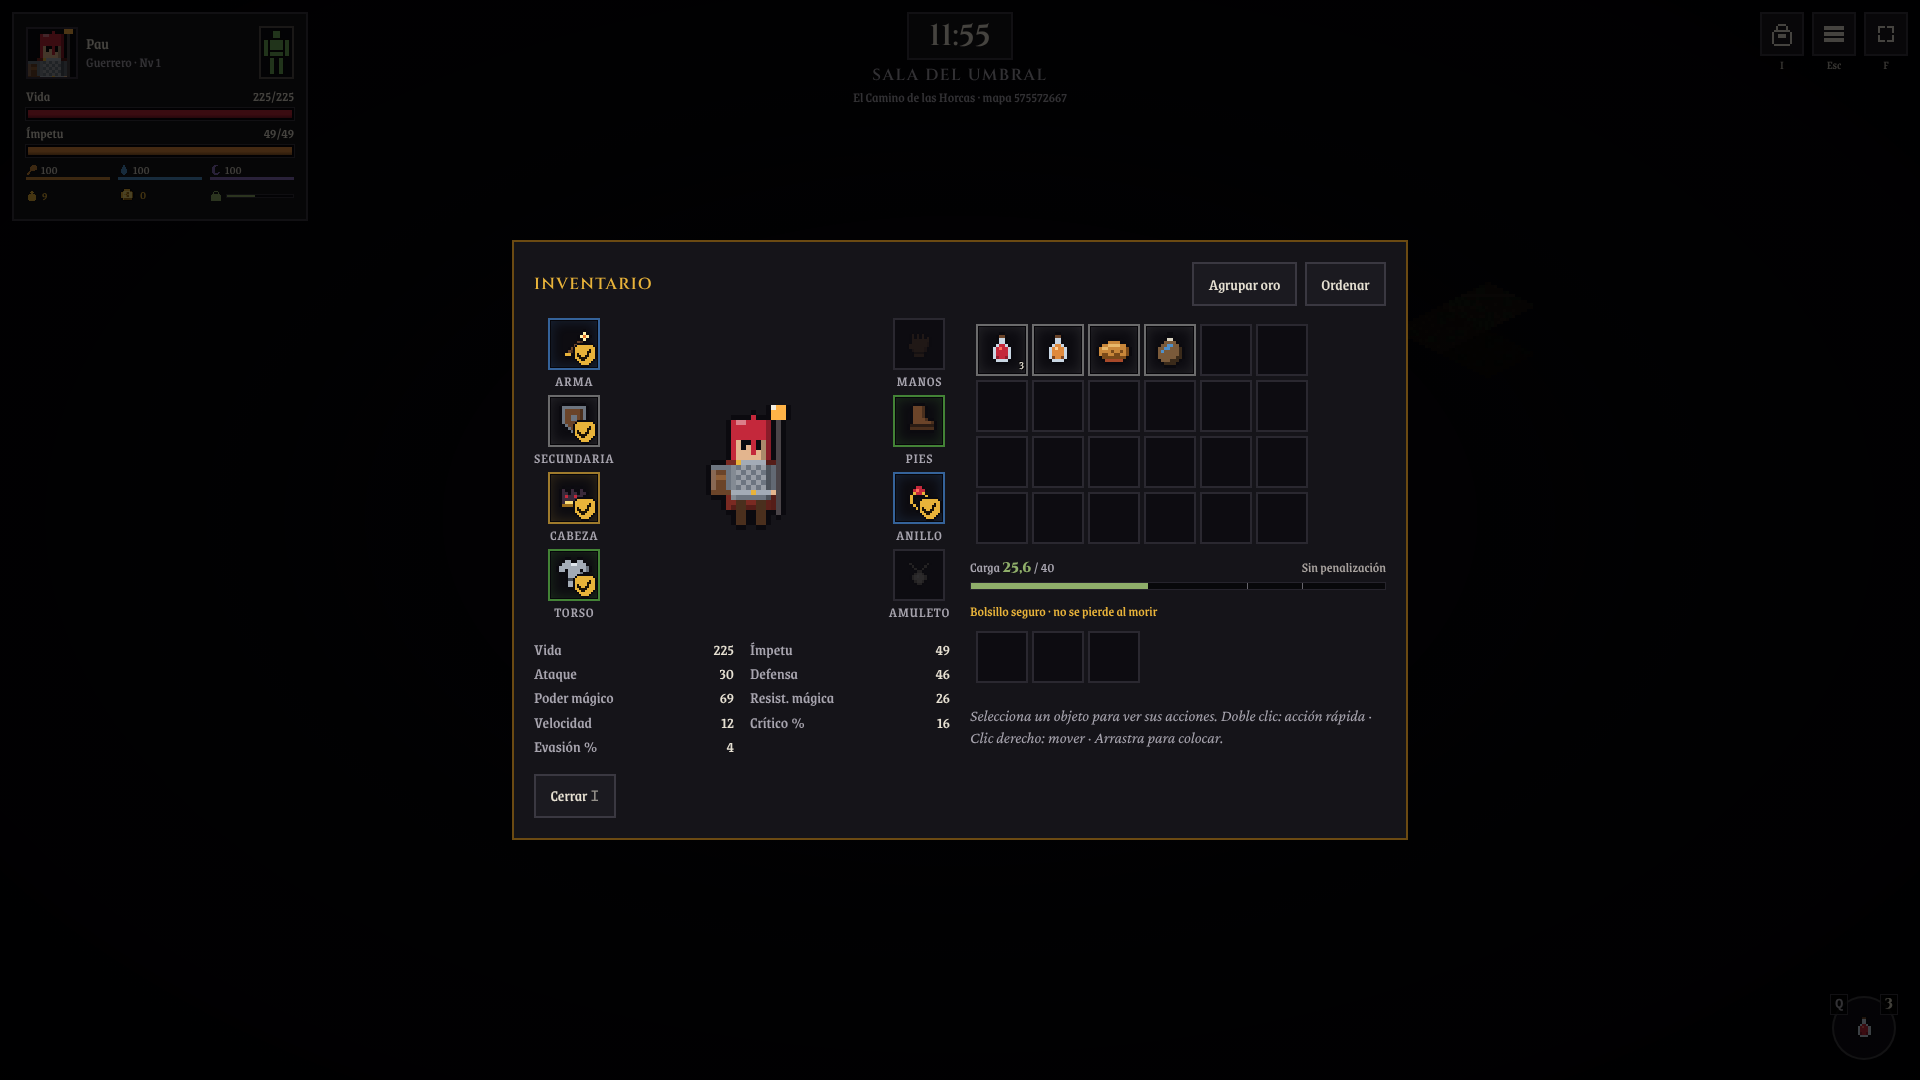 Pau
Guerrero · Nv 1
Vida 225/225
Ímpetu 49/49
100 100 100
9 0
11:55
SALA DEL UMBRAL
El Camino de las Horcas · mapa 575572667
I Esc F
INVENTARIO
Agrupar oro Ordenar
ARMA
SECUNDARIA
CABEZA
TORSO
MANOS
PIES
ANILLO
AMULETO
3
Carga 25,6 / 40 Sin penalización
Bolsillo seguro · no se pierde al morir
Selecciona un objeto para ver sus acciones. Doble clic: acción rápida ·
Clic derecho: mover · Arrastra para colocar.
Vida 225 Ímpetu 49
Ataque 30 Defensa 46
Poder mágico 69 Resist. mágica 26
Velocidad 12 Crítico % 16
Evasión % 4
Cerrar I
Q 3